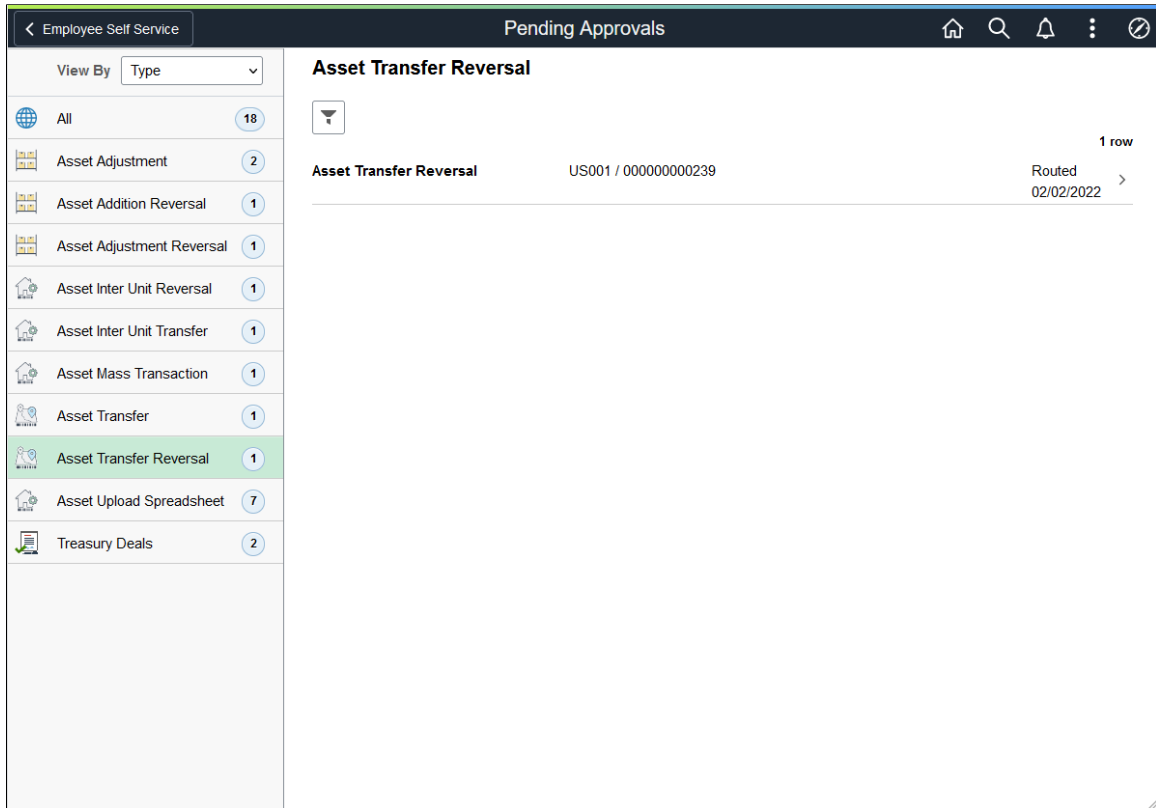 Employee Self Service
Pending Approvals
View By Type
All 18
Asset Adjustment 2
Asset Addition Reversal 1
Asset Adjustment Reversal 1
Asset Inter Unit Reversal 1
Asset Inter Unit Transfer 1
Asset Mass Transaction 1
Asset Transfer 1
Asset Transfer Reversal 1
Asset Upload Spreadsheet 7
Treasury Deals 2
Asset Transfer Reversal
1 row
Asset Transfer Reversal US001 / 000000000239 Routed
02/02/2022